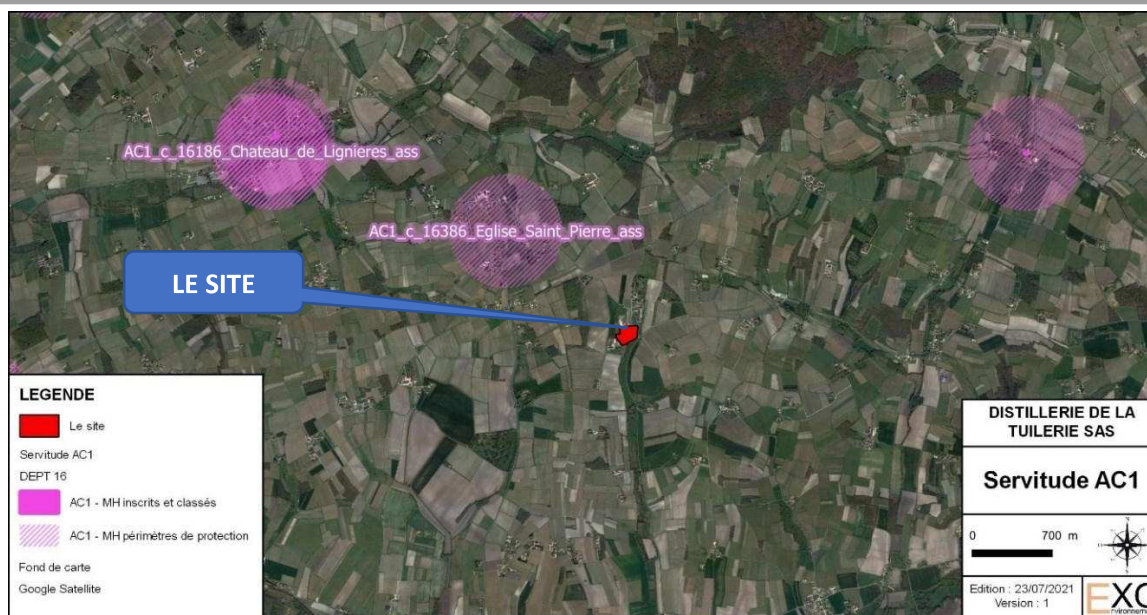 AC1_c_16186_Chateau_de_Lignieres_ass
AC1_c_16386_Eglise_Saint_Pierre_ass
LE SITE
LEGENDE
Le site
Servitude AC1
DEPT 16
AC1 - MH inscrits et classés
AC1 - MH périmètres de protection
Fond de carte
Google Satellite
DISTILLERIE DE LA
TUILERIE SAS
Servitude AC1
0 700 m
Edition : 23/07/2021
Version : 1